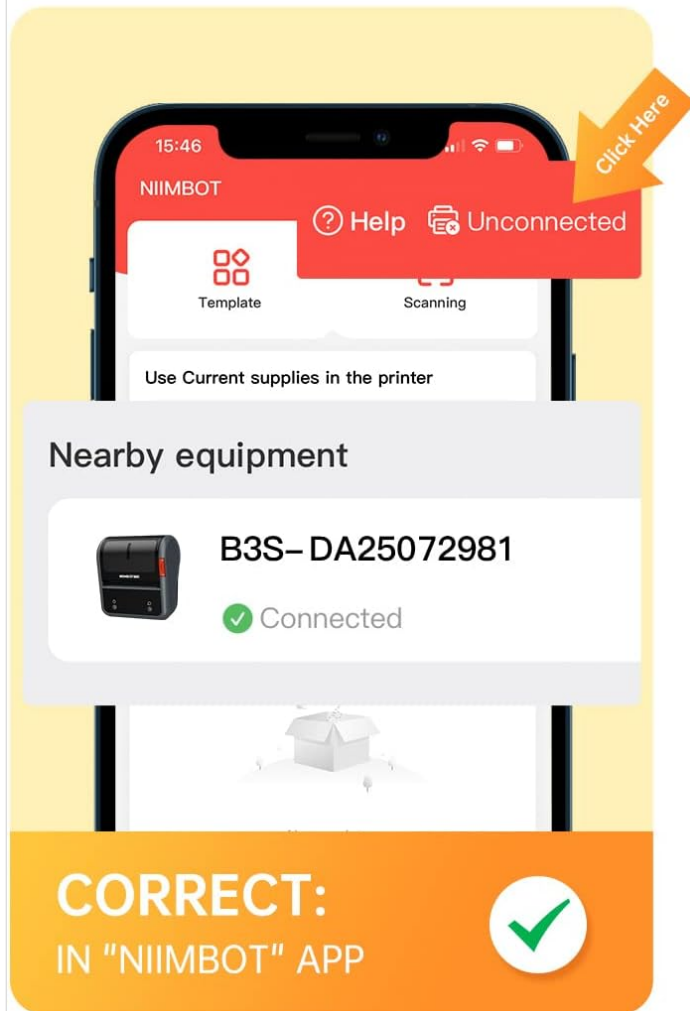 Click Here
15:46
NIIMBOT
Help Unconnected
Template
Scanning
Use Current supplies in the printer
Nearby equipment
B3S-DA25072981
Connected
CORRECT:
IN "NIIMBOT" APP